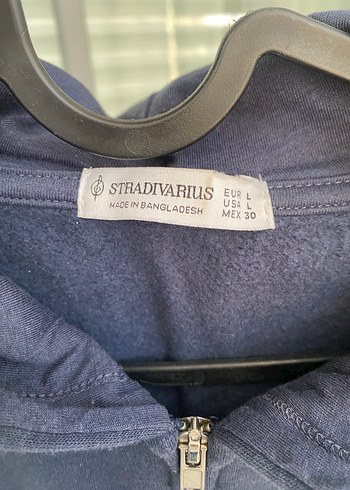 STRADIVARIUS
MADE IN BANGLADESH
EUR L
USA L
MEX 30